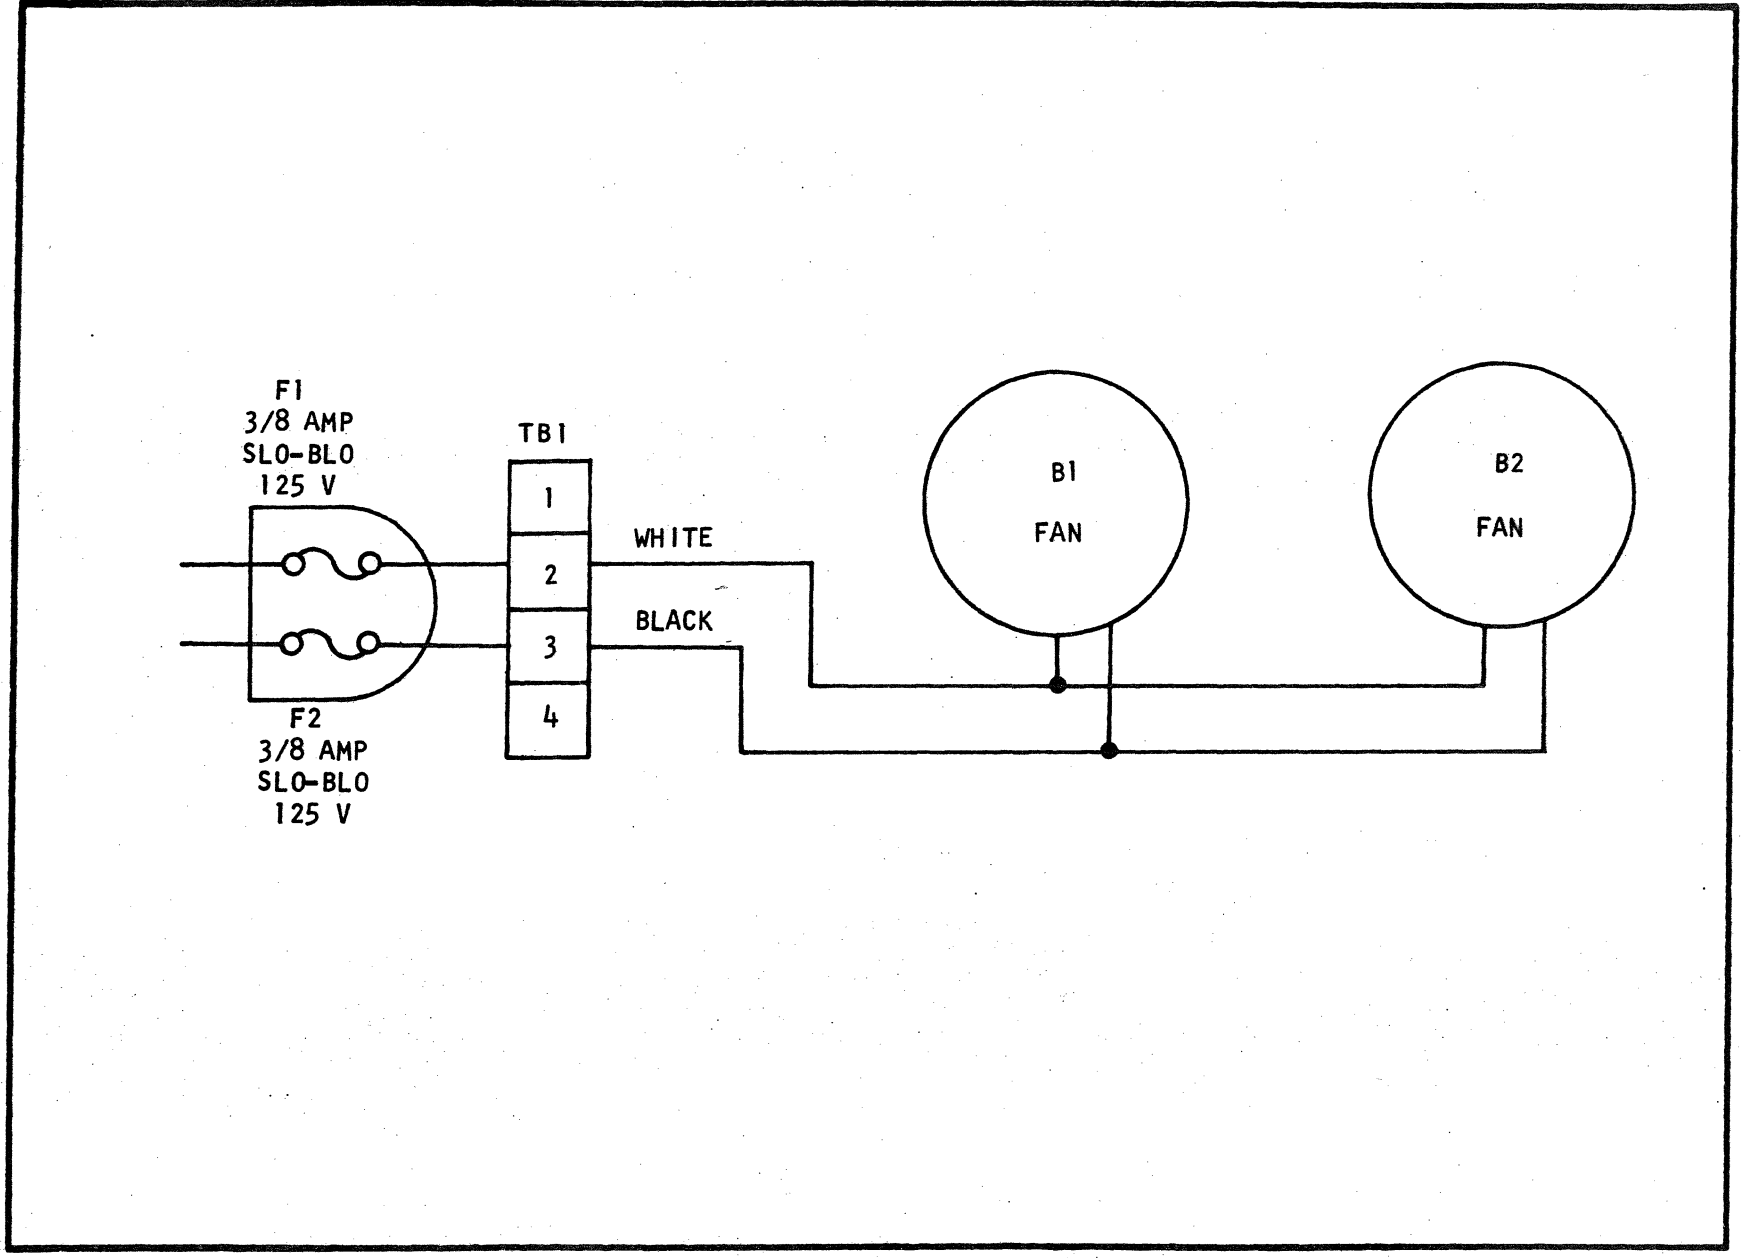 F1
3/8 AMP
SLO-BLO
125 V
TB1
1
2
3
4
WHITE
BLACK
F2
3/8 AMP
SLO-BLO
125 V
B1
FAN
B2
FAN